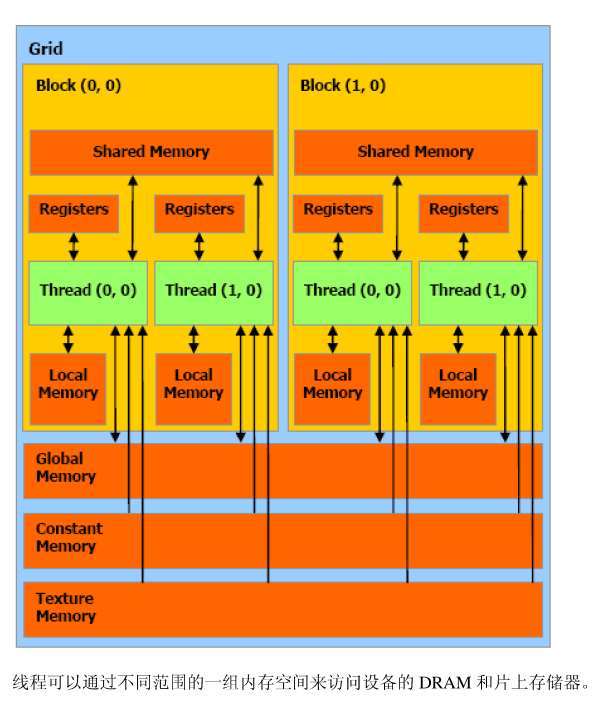 Grid
Block (0, 0)
Block (1, 0)
Shared Memory
Shared Memory
Registers
Registers
Registers
Registers
Thread (0, 0)
Thread (1, 0)
Thread (0, 0)
Thread (1, 0)
Local
Memory
Local
Memory
Local
Memory
Local
Memory
Global
Memory
Constant
Memory
Texture
Memory
线程可以通过不同范围的一组内存空间来访问设备的 DRAM 和片上存储器。